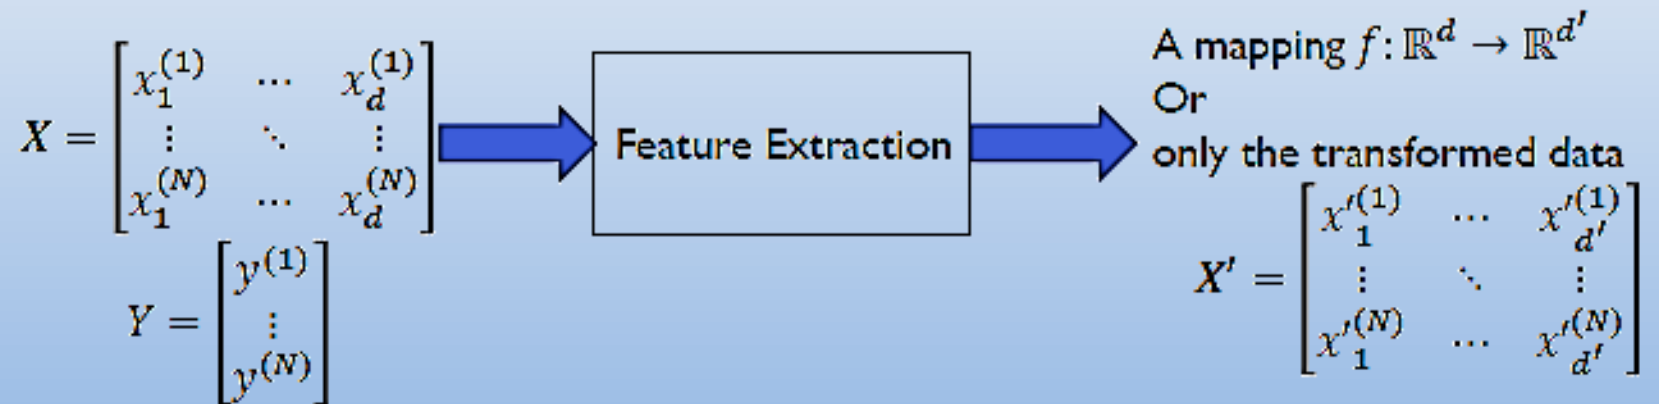 X = [x_1^{(1)} ⋯ x_d^{(1)}
⋮ ⋱ ⋮
x_1^{(N)} ⋯ x_d^{(N)}]
Y = [y^{(1)}
⋮
y^{(N)}]
Feature Extraction
A mapping f: ℝ^d → ℝ^{d′}
Or
only the transformed data
X′ = [x′_1^{(1)} ⋯ x′_{d′}^{(1)}
⋮ ⋱ ⋮
x′_1^{(N)} ⋯ x′_{d′}^{(N)}]